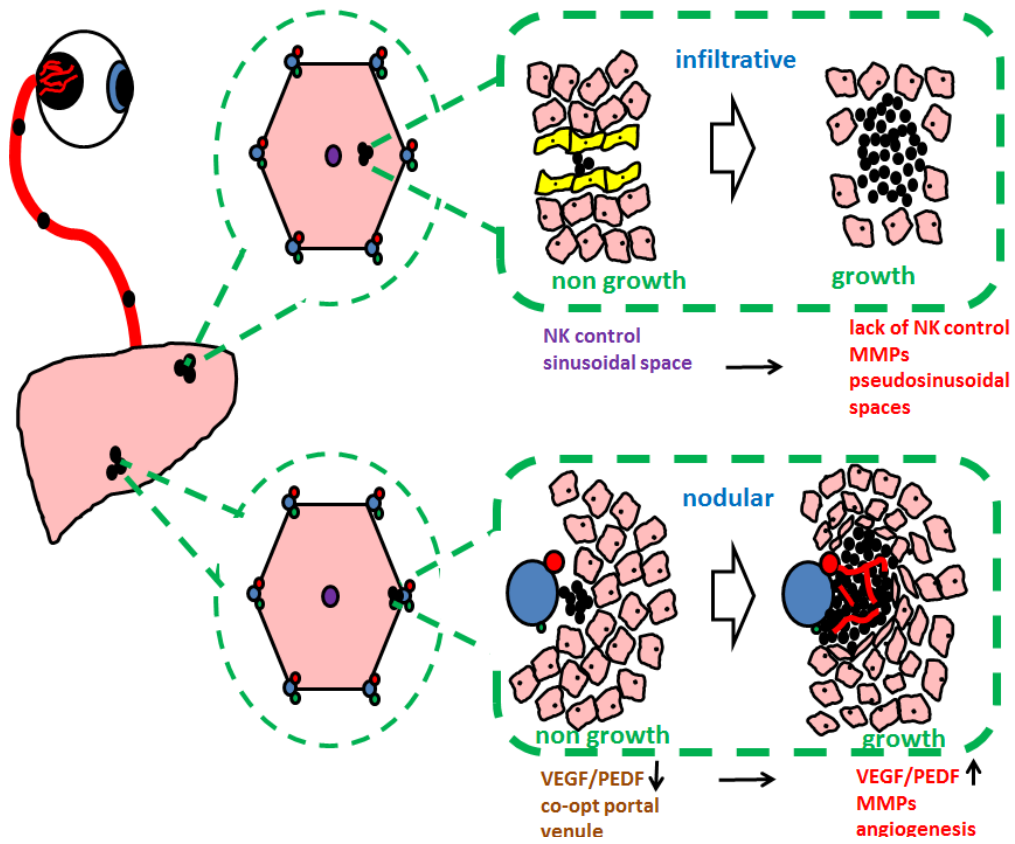 infiltrative
non growth
growth
NK control
sinusoidal space
lack of NK control
MMPs
pseudosinusoidal
spaces
nodular
non growth
growth
VEGF/PEDF
co-opt portal
venule
VEGF/PEDF
MMPs
angiogenesis